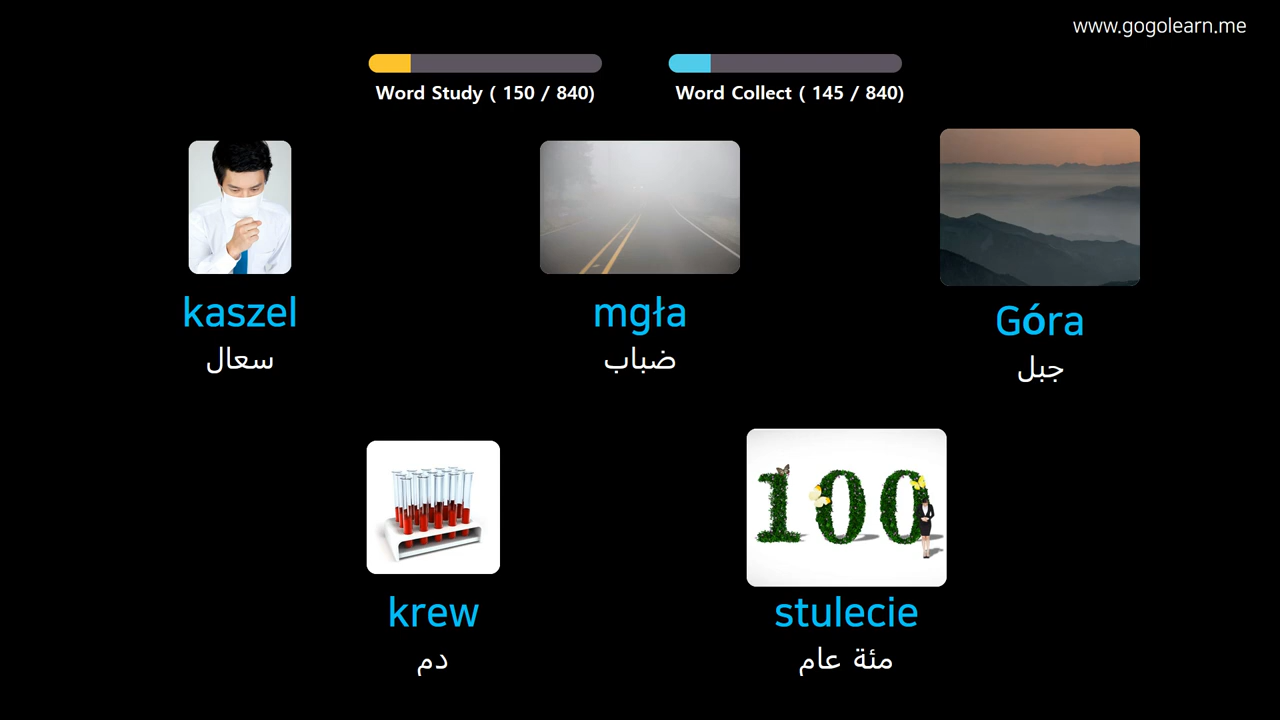 www.gogolearn.me
Word Study ( 150 / 840)
Word Collect ( 145 / 840)
kaszel
سعال
mgła
ضباب
Góra
جبل
100
krew
دم
stulecie
مئة عام